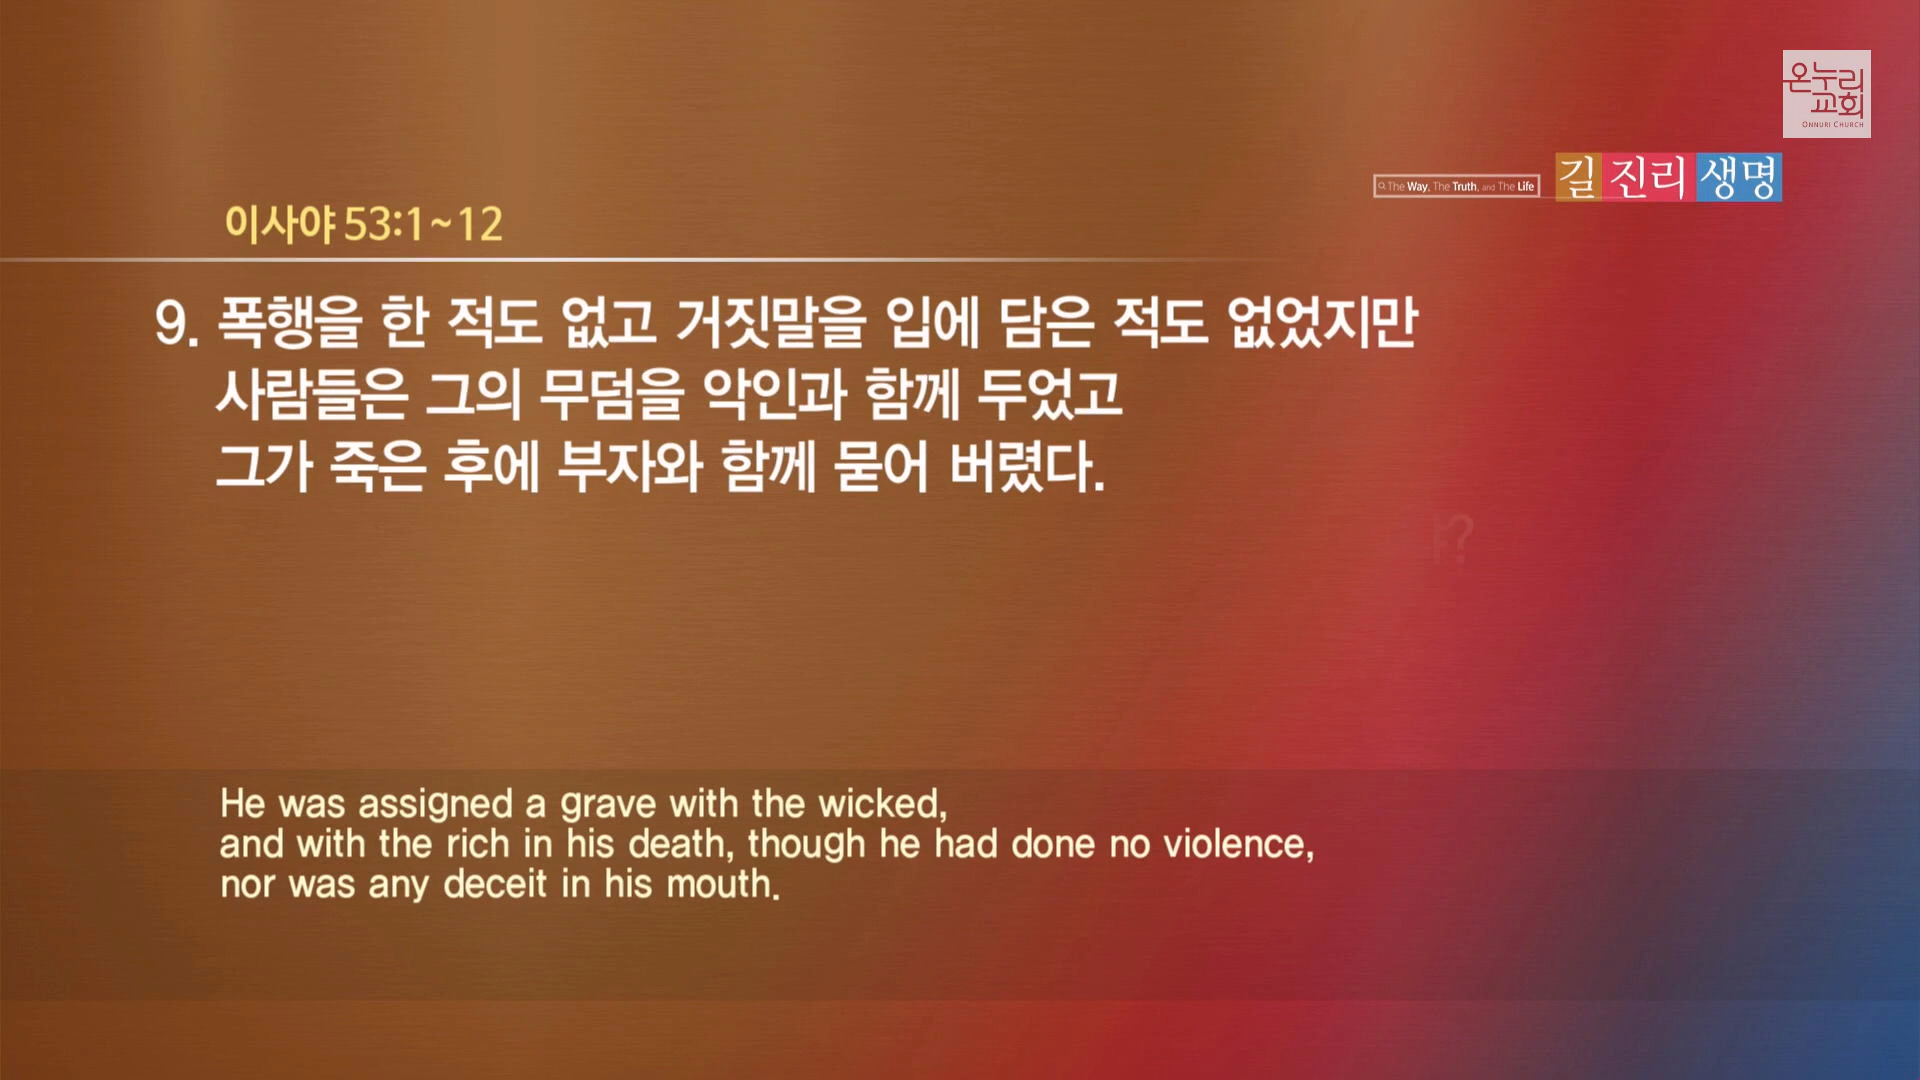 온누리
교회
ONNURI CHURCH
The Way, The Truth, and The Life
길 진리 생명
이사야 53:1~12
9. 폭행을 한 적도 없고 거짓말을 입에 담은 적도 없었지만
사람들은 그의 무덤을 악인과 함께 두었고
그가 죽은 후에 부자와 함께 묻어 버렸다.
He was assigned a grave with the wicked,
and with the rich in his death, though he had done no violence,
nor was any deceit in his mouth.